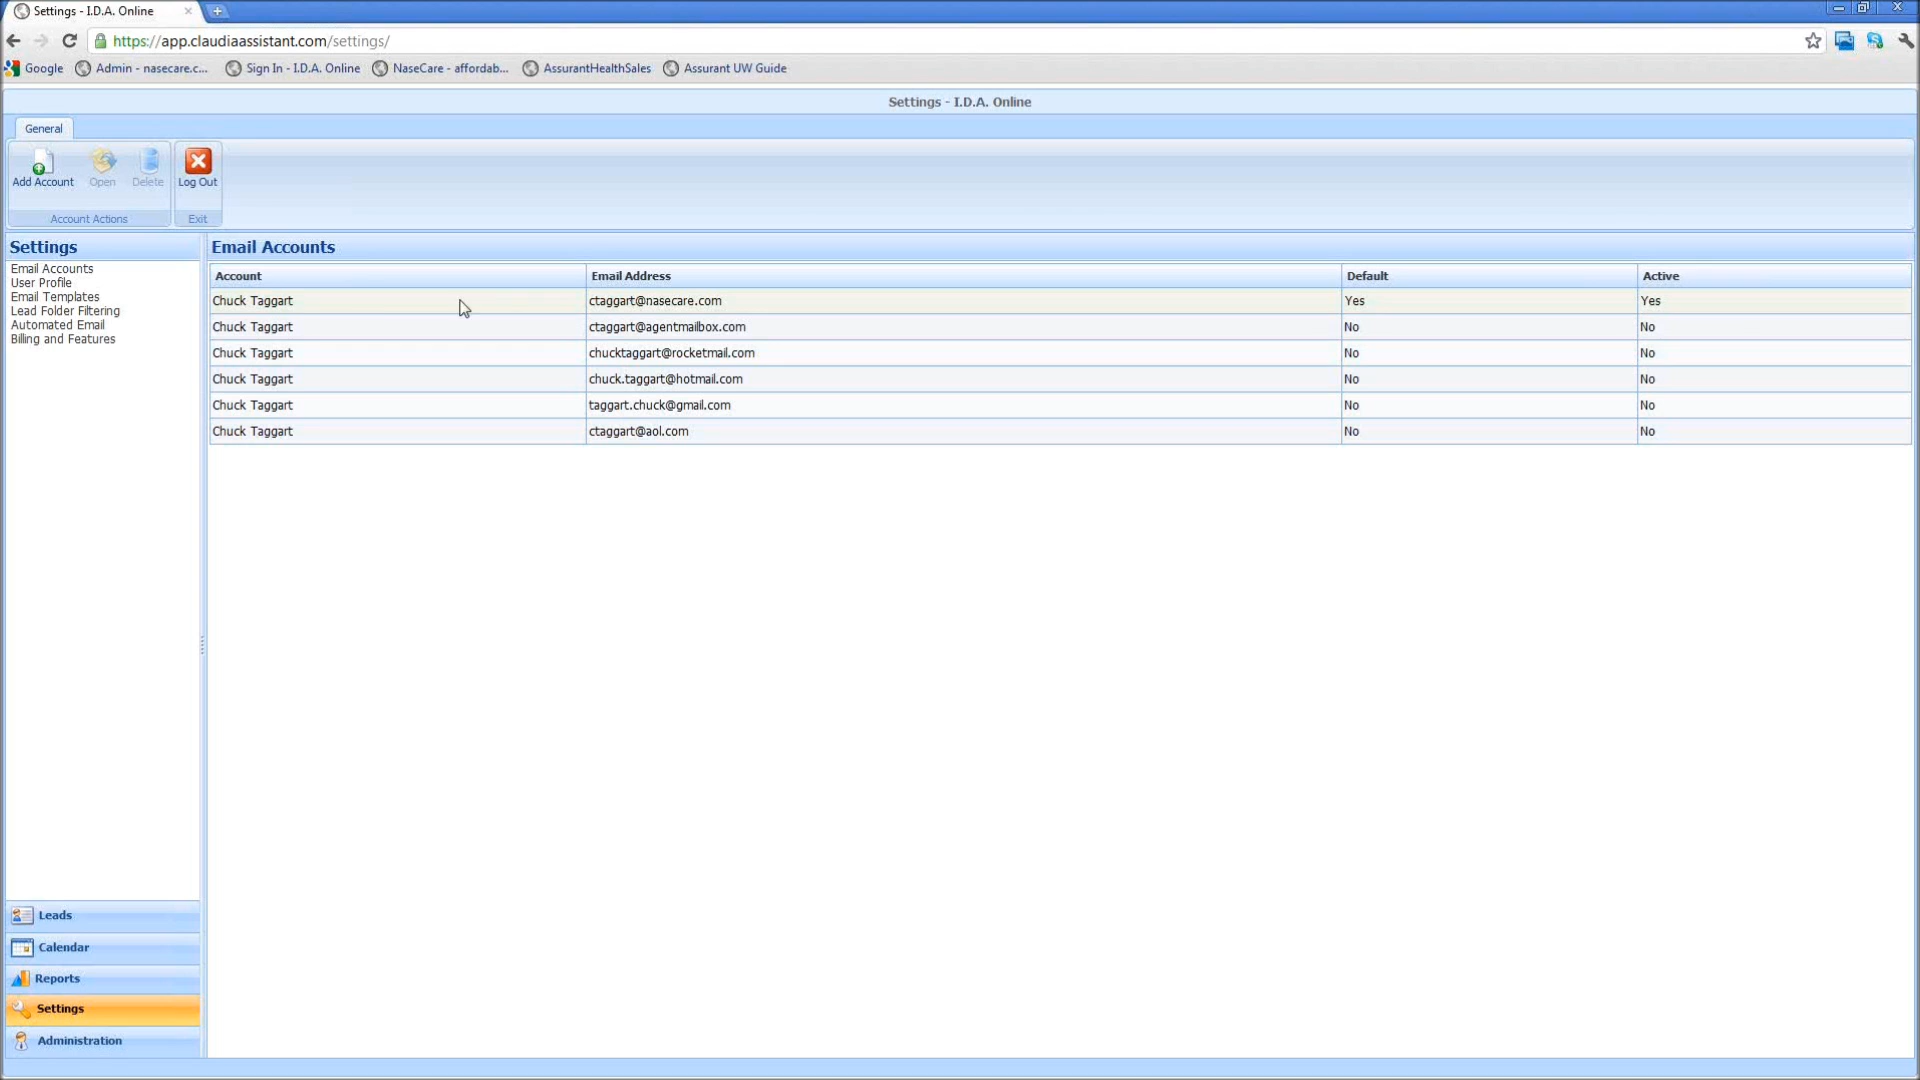 Settings - I.D.A. Online
https://app.claudiaassistant.com/settings/
Google Admin - nasecare.c... Sign In - I.D.A. Online NaseCare - affordab... AssurantHealthSales Assurant UW Guide
Settings - I.D.A. Online
General
Add Account Open Delete Log Out
Account Actions Exit
Settings
Email Accounts
User Profile
Email Templates
Lead Folder Filtering
Automated Email
Billing and Features
Email Accounts
Account Email Address Default Active
Chuck Taggart ctaggart@nasecare.com Yes Yes
Chuck Taggart ctaggart@agentmailbox.com No No
Chuck Taggart chucktaggart@rocketmail.com No No
Chuck Taggart chuck.taggart@hotmail.com No No
Chuck Taggart taggart.chuck@gmail.com No No
Chuck Taggart ctaggart@aol.com No No
Leads
Calendar
Reports
Settings
Administration